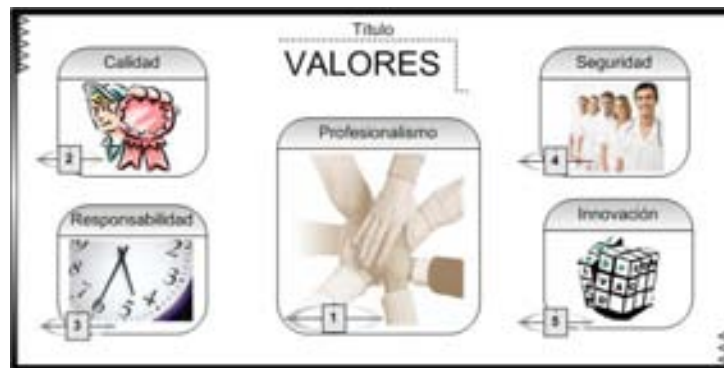 Título
VALORES
Calidad
2
Responsabilidad
3
Profesionalismo
1
Seguridad
4
Innovación
5